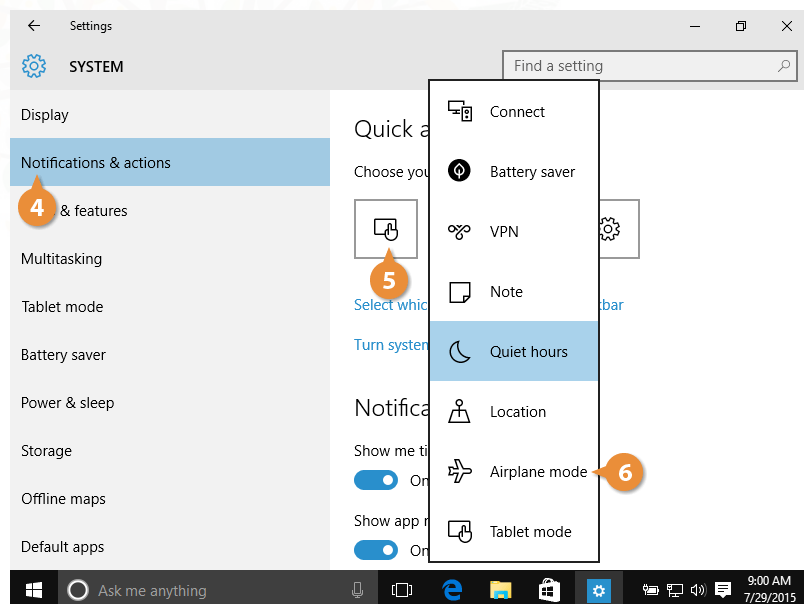 Settings
SYSTEM
Find a setting
Display
Notifications & actions
4
& features
Multitasking
Tablet mode
Battery saver
Power & sleep
Storage
Offline maps
Default apps
Quick a
Choose you
5
Select whic
kbar
Turn system
Notifica
Show me ti
On
Show app n
On
Connect
Battery saver
VPN
Note
Quiet hours
Location
Airplane mode
6
Tablet mode
Ask me anything
9:00 AM
7/29/2015